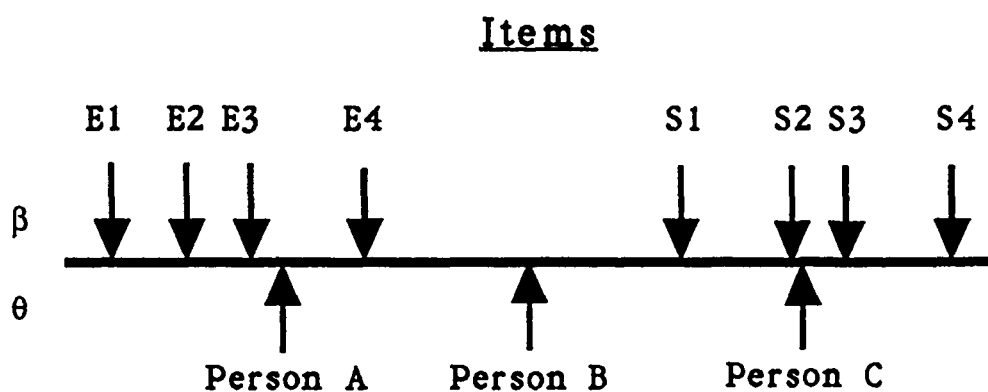 Items
E1 E2 E3 E4 S1 S2 S3 S4
β
θ
Person A Person B Person C